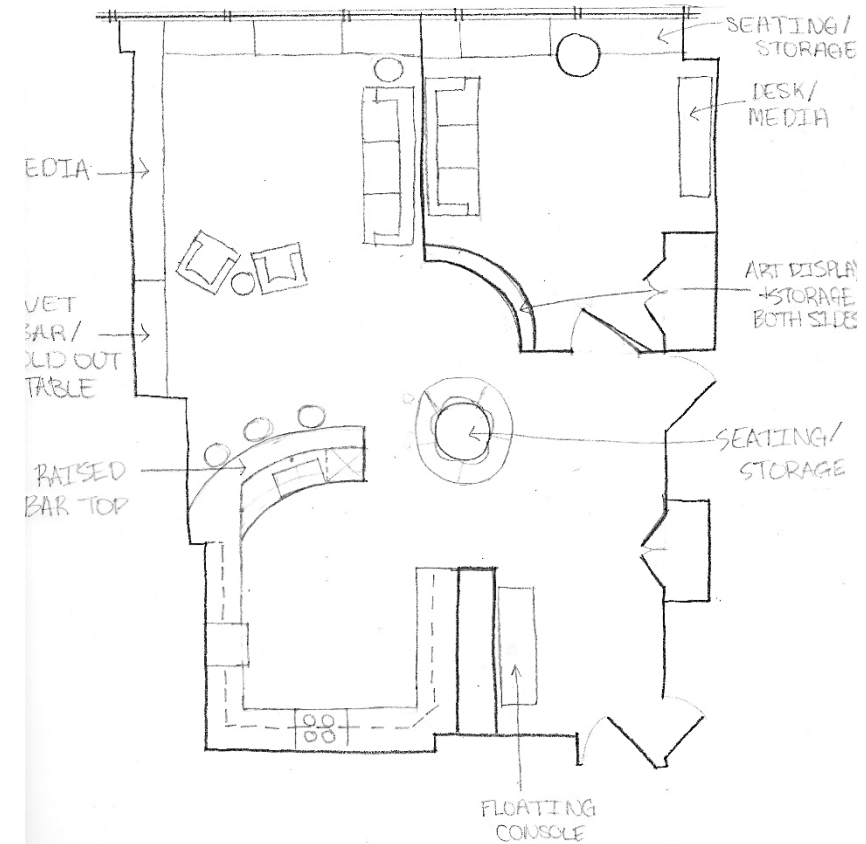 SEATING/
STORAGE
DESK/
MEDIA
EDIA
ART DISPLAY
+STORAGE
BOTH SIDES
VET
BAR/
OLD OUT
TABLE
SEATING/
STORAGE
RAISED
BAR TOP
FLOATING
CONSOLE